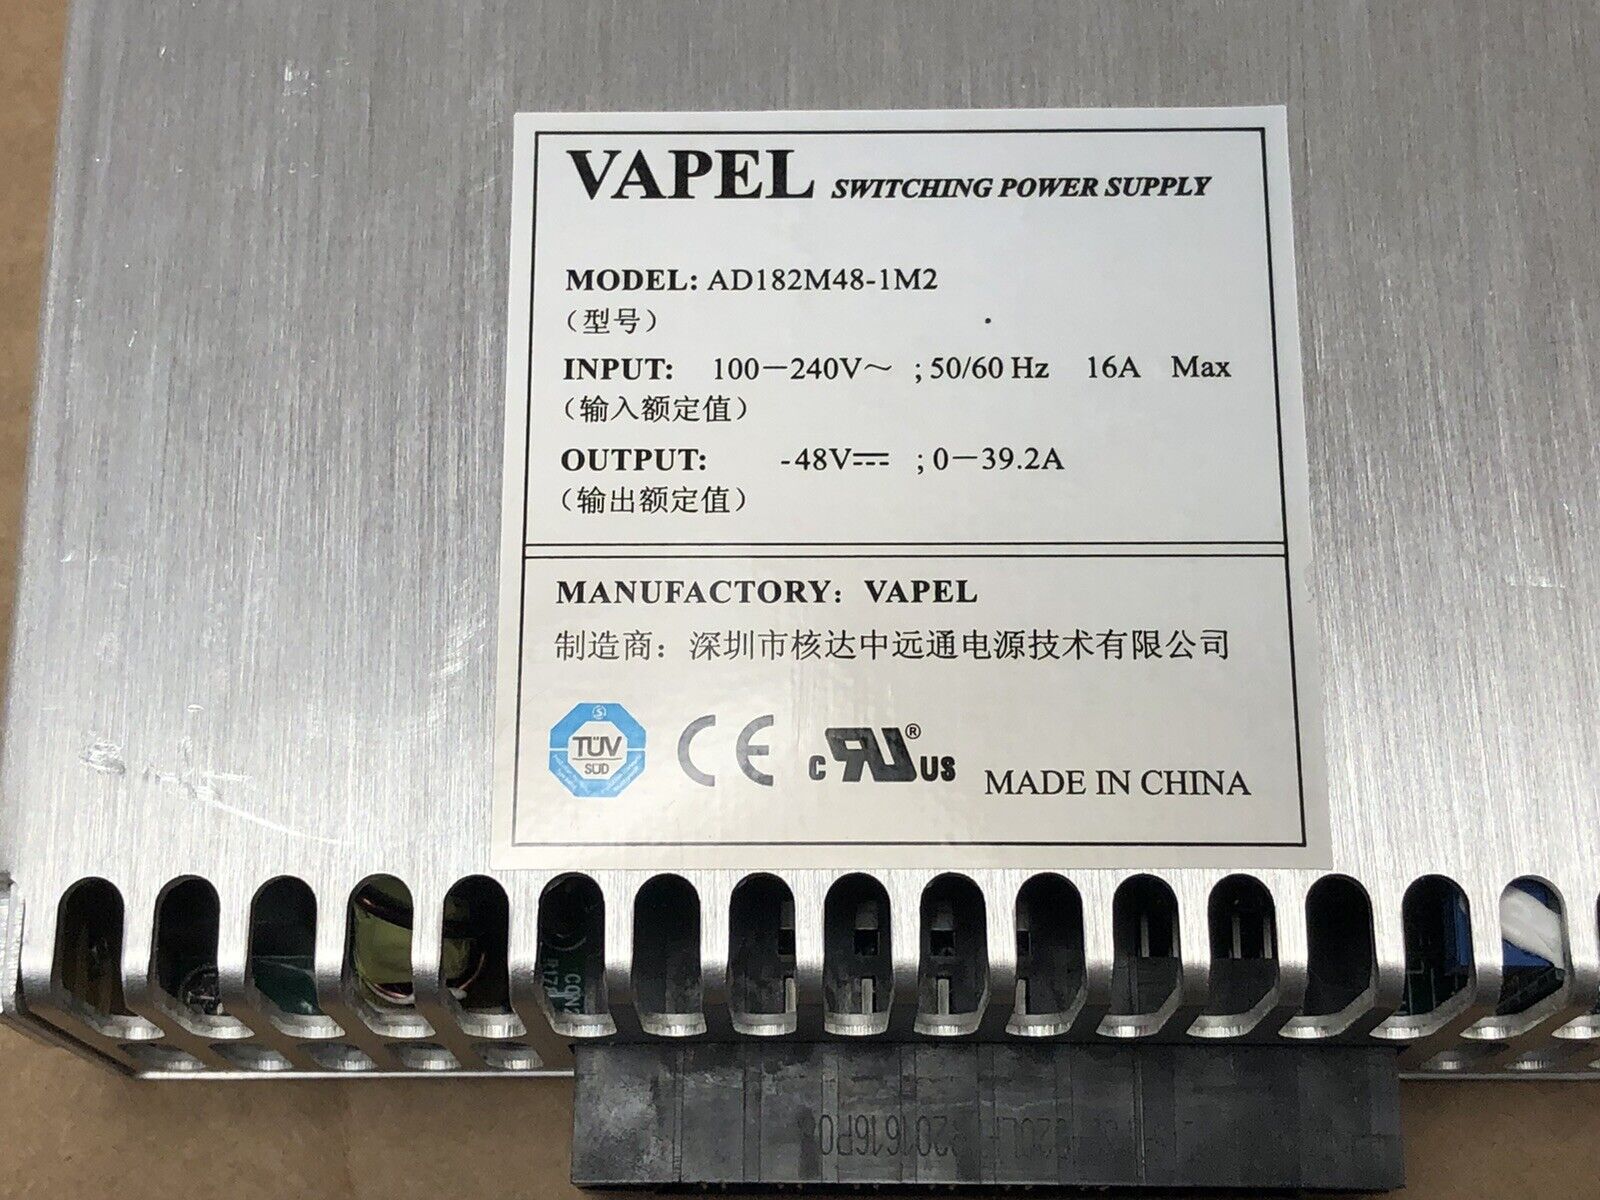 VAPEL SWITCHING POWER SUPPLY
MODEL: AD182M48-1M2
（型号）
INPUT: 100－240V～ ; 50/60 Hz 16A Max
（输入额定值）
OUTPUT: -48V⎓ ; 0－39.2A
（输出额定值）
MANUFACTORY: VAPEL
制造商：深圳市核达中远通电源技术有限公司
TÜV
SÜD
CE
c RU ® US
MADE IN CHINA
CON
R17